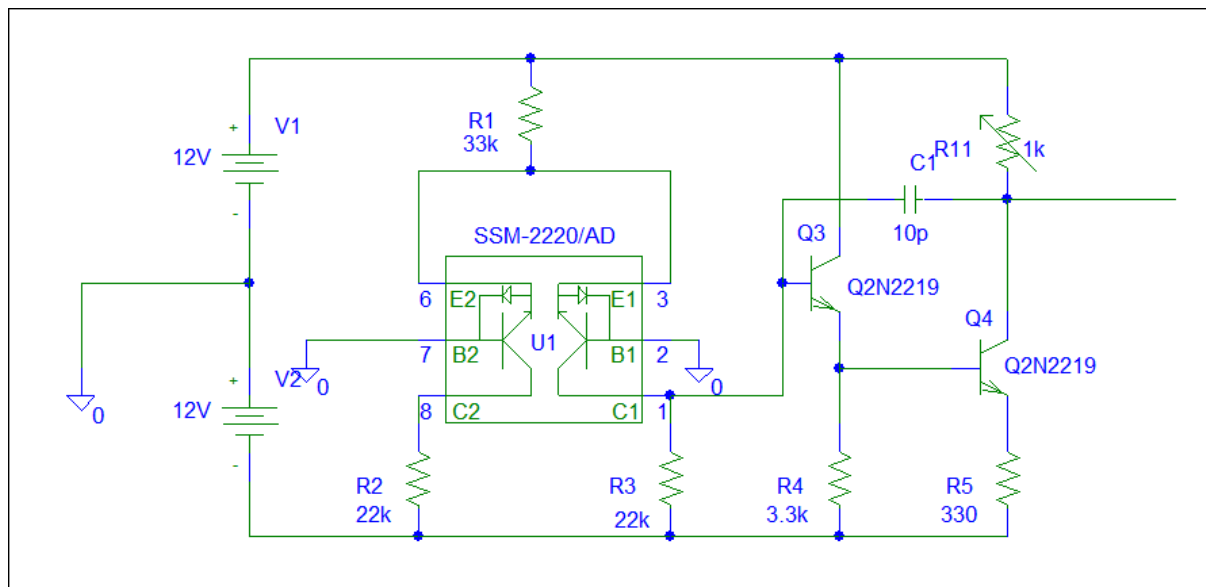 V1
12V
+
-
R1
33k
R11
1k
C1
10p
SSM-2220/AD
Q3
Q2N2219
Q4
Q2N2219
6
E2
E1
3
U1
7
B2
B1
2
0
0
0
8
C2
C1
1
V2
12V
+
-
R2
22k
R3
22k
R4
3.3k
R5
330